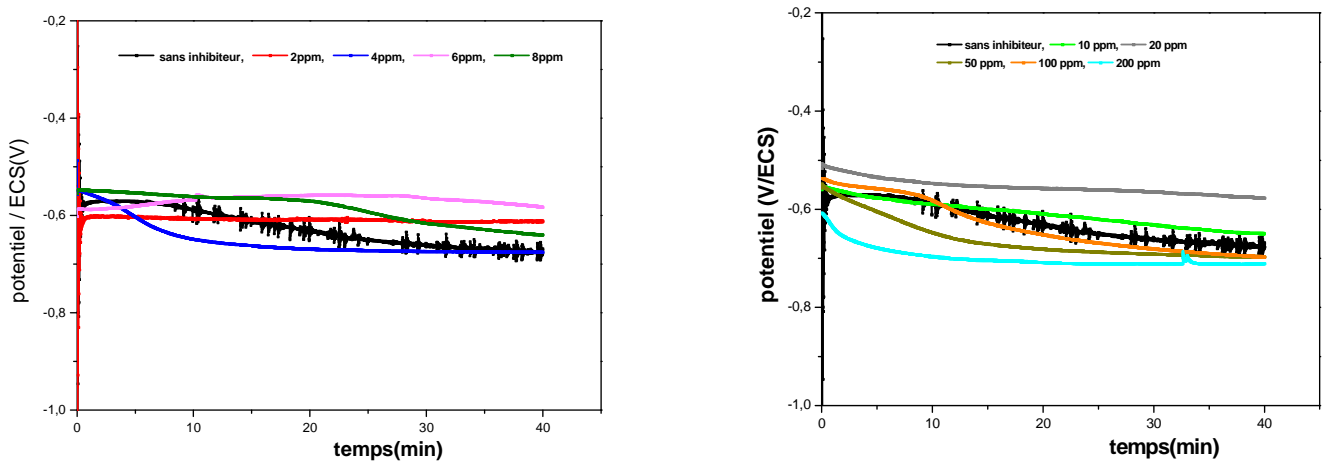 -0,2
sans inhibiteur, 2ppm, 4ppm, 6ppm, 8ppm
-0,4
-0,6
-0,8
-1,0
potentiel / ECS(V)
0 10 20 30 40
temps(min)
-0,2
sans inhibiteur, 10 ppm, 20 ppm
50 ppm, 100 ppm, 200 ppm
-0,4
-0,6
-0,8
-1,0
potentiel (V/ECS)
0 10 20 30 40
temps(min)